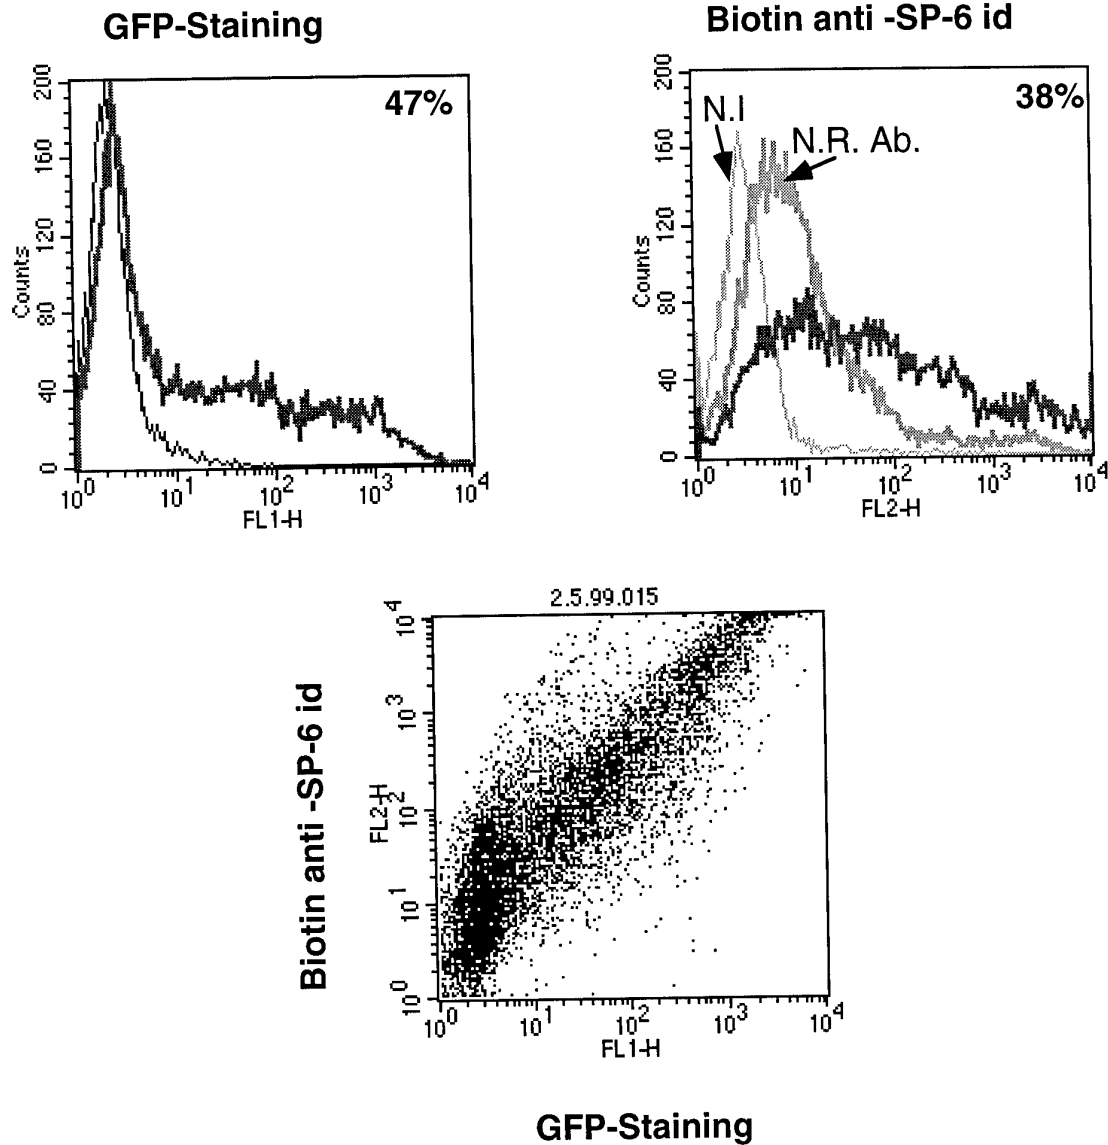 GFP-Staining
Biotin anti -SP-6 id
200
160
120
80
40
0
Counts
47%
10^0 10^1 10^2 10^3 10^4
FL1-H
200
160
120
80
40
0
Counts
38%
N.I
N.R. Ab.
10^0 10^1 10^2 10^3 10^4
FL2-H
2.5.99.015
Biotin anti -SP-6 id
FL2-H
10^4
10^3
10^2
10^1
10^0
10^0 10^1 10^2 10^3 10^4
FL1-H
GFP-Staining